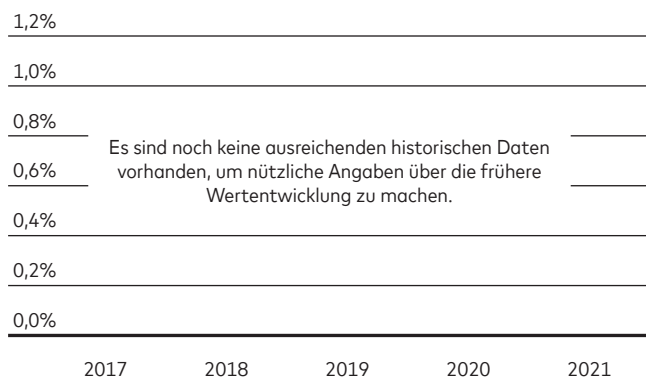 1,2%
1,0%
0,8%
Es sind noch keine ausreichenden historischen Daten
0,6%
vorhanden, um nützliche Angaben über die frühere
Wertentwicklung zu machen.
0,4%
0,2%
0,0%
2017 2018 2019 2020 2021